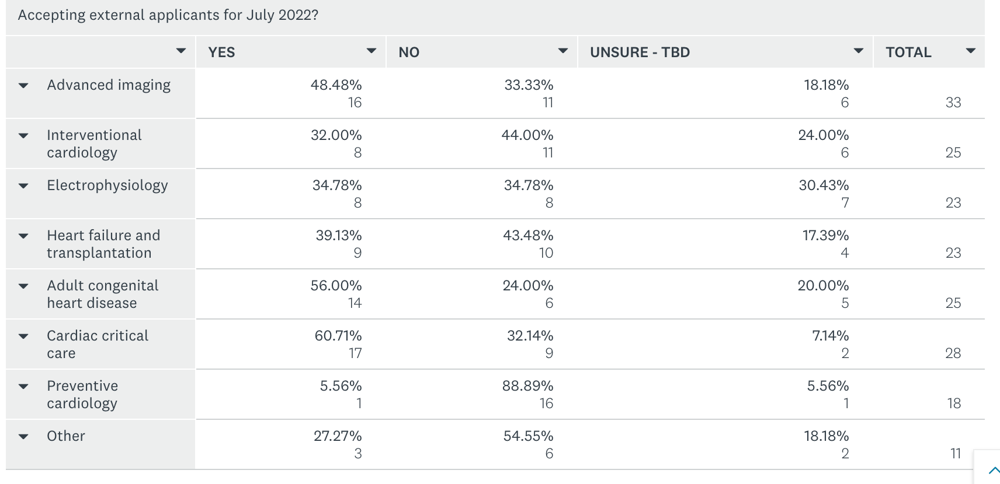 Accepting external applicants for July 2022?
YES NO UNSURE - TBD TOTAL
Advanced imaging 48.48% 33.33% 18.18%
16 11 6 33
Interventional 32.00% 44.00% 24.00%
cardiology 8 11 6 25
Electrophysiology 34.78% 34.78% 30.43%
8 8 7 23
Heart failure and 39.13% 43.48% 17.39%
transplantation 9 10 4 23
Adult congenital 56.00% 24.00% 20.00%
heart disease 14 6 5 25
Cardiac critical 60.71% 32.14% 7.14%
care 17 9 2 28
Preventive 5.56% 88.89% 5.56%
cardiology 1 16 1 18
Other 27.27% 54.55% 18.18%
3 6 2 11